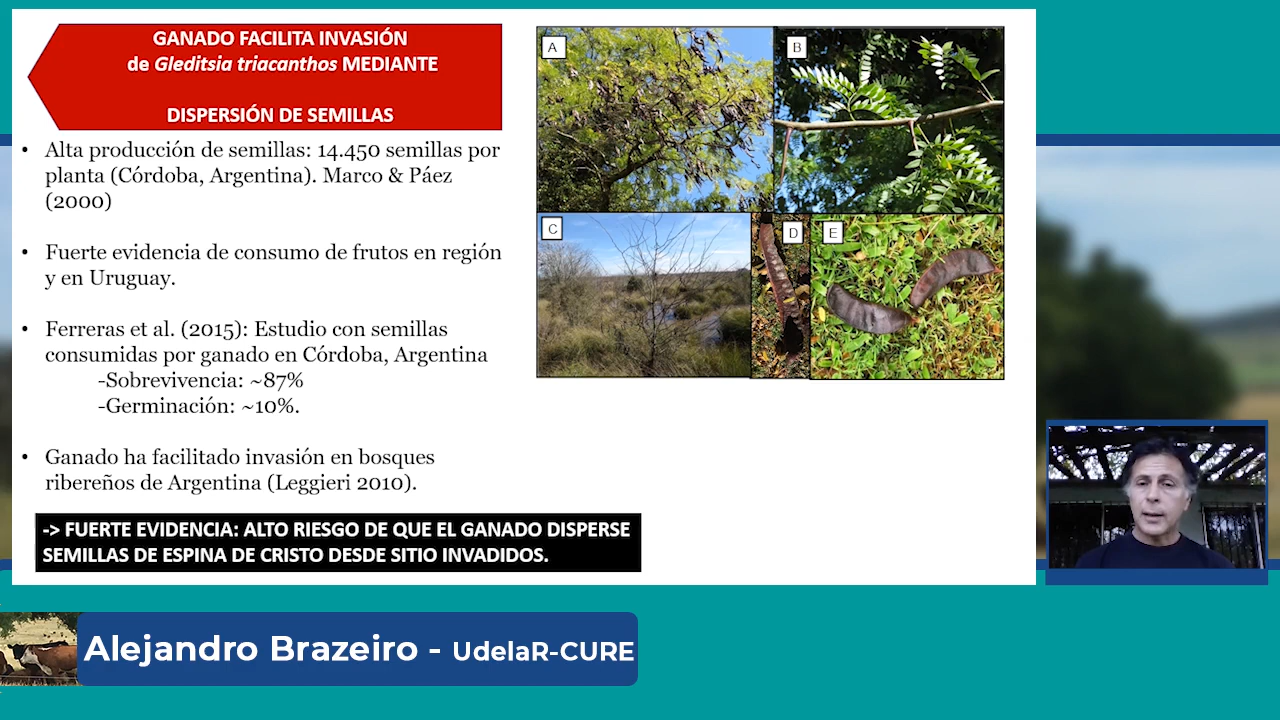 GANADO FACILITA INVASIÓN
de Gleditsia triacanthos MEDIANTE
DISPERSIÓN DE SEMILLAS
• Alta producción de semillas: 14.450 semillas por
planta (Córdoba, Argentina). Marco & Páez
(2000)
• Fuerte evidencia de consumo de frutos en región
y en Uruguay.
• Ferreras et al. (2015): Estudio con semillas
consumidas por ganado en Córdoba, Argentina
-Sobrevivencia: ~87%
-Germinación: ~10%.
• Ganado ha facilitado invasión en bosques
ribereños de Argentina (Leggieri 2010).
-> FUERTE EVIDENCIA: ALTO RIESGO DE QUE EL GANADO DISPERSE
SEMILLAS DE ESPINA DE CRISTO DESDE SITIO INVADIDOS.
A
B
C
D
E
Alejandro Brazeiro - UdelaR-CURE